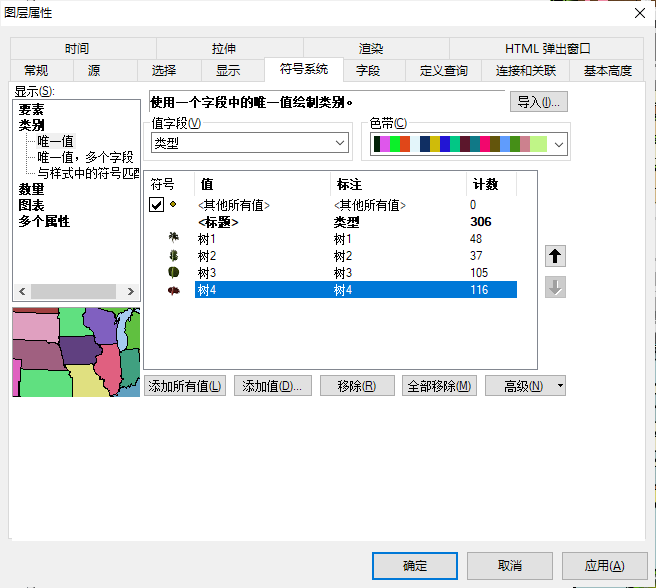 图层属性
时间 拉伸 渲染 HTML 弹出窗口
常规 源 选择 显示 符号系统 字段 定义查询 连接和关联 基本高度
显示(S):
要素
类别
唯一值
唯一值，多个字段
与样式中的符号匹配
数量
图表
多个属性
使用一个字段中的唯一值绘制类别。
导入(I)...
值字段(V)
类型
色带(C)
符号 值 标注 计数
<其他所有值> <其他所有值> 0
<标题> 类型 306
树1 树1 48
树2 树2 37
树3 树3 105
树4 树4 116
添加所有值(L) 添加值(D)... 移除(R) 全部移除(M) 高级(N)
确定 取消 应用(A)